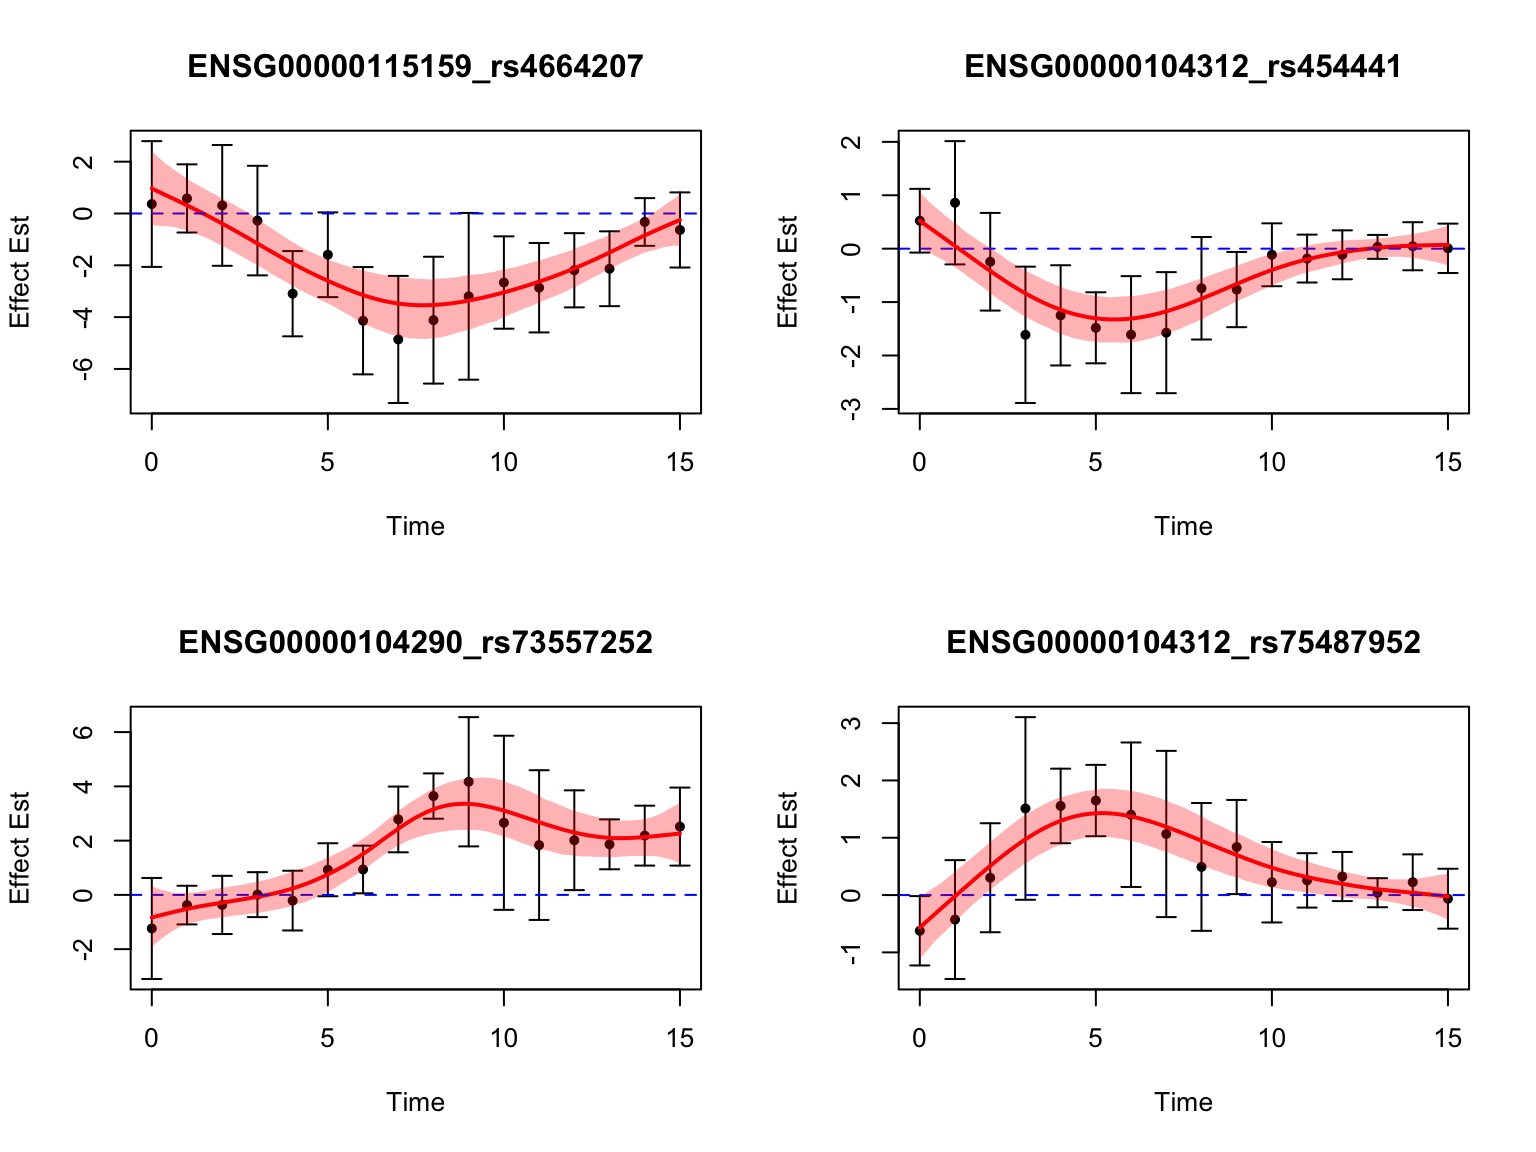 ENSG00000115159_rs4664207
Effect Est
2
0
-2
-4
-6
0 5 10 15
Time
ENSG00000104312_rs454441
Effect Est
2
1
0
-1
-2
-3
0 5 10 15
Time
ENSG00000104290_rs73557252
Effect Est
6
4
2
0
-2
0 5 10 15
Time
ENSG00000104312_rs75487952
Effect Est
3
2
1
0
-1
0 5 10 15
Time